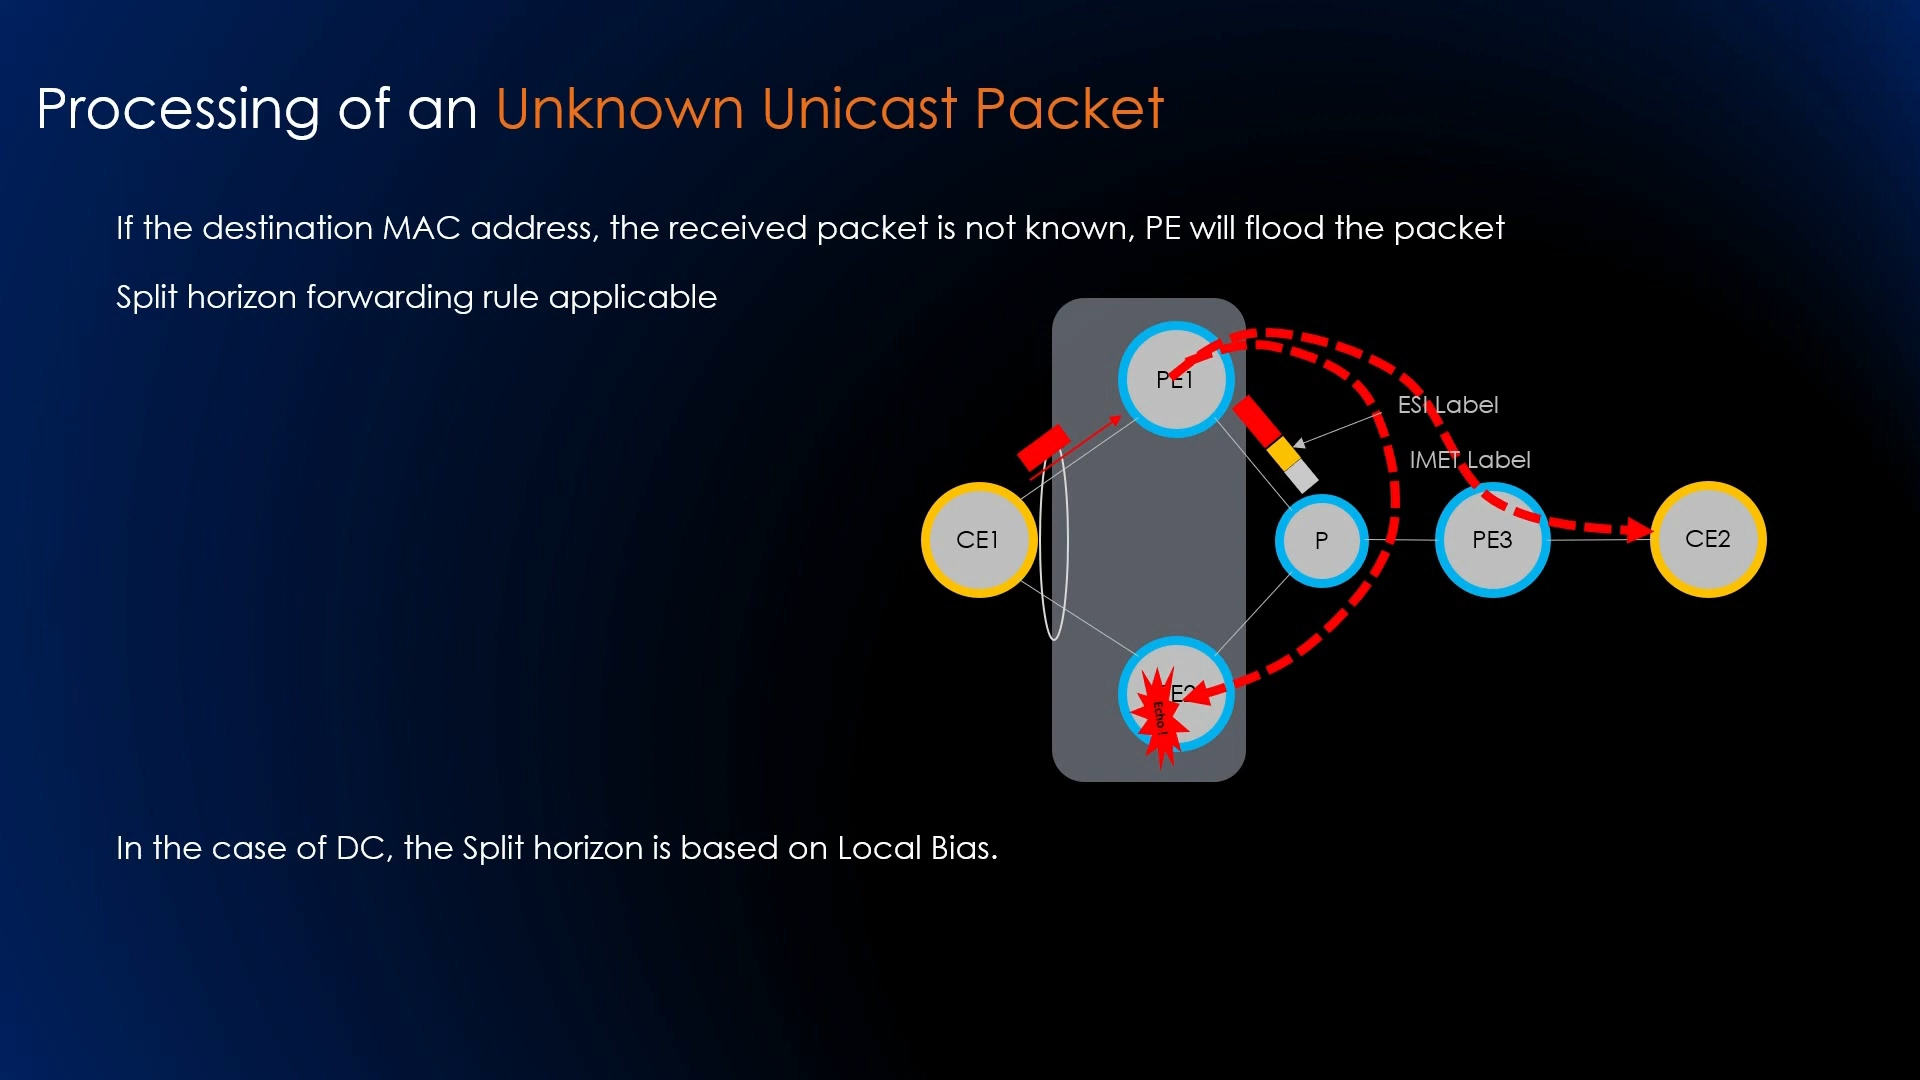 Processing of an Unknown Unicast Packet
If the destination MAC address, the received packet is not known, PE will flood the packet
Split horizon forwarding rule applicable
PE1
ESI Label
IMET Label
CE1
P
PE3
CE2
E2
Echo !
In the case of DC, the Split horizon is based on Local Bias.